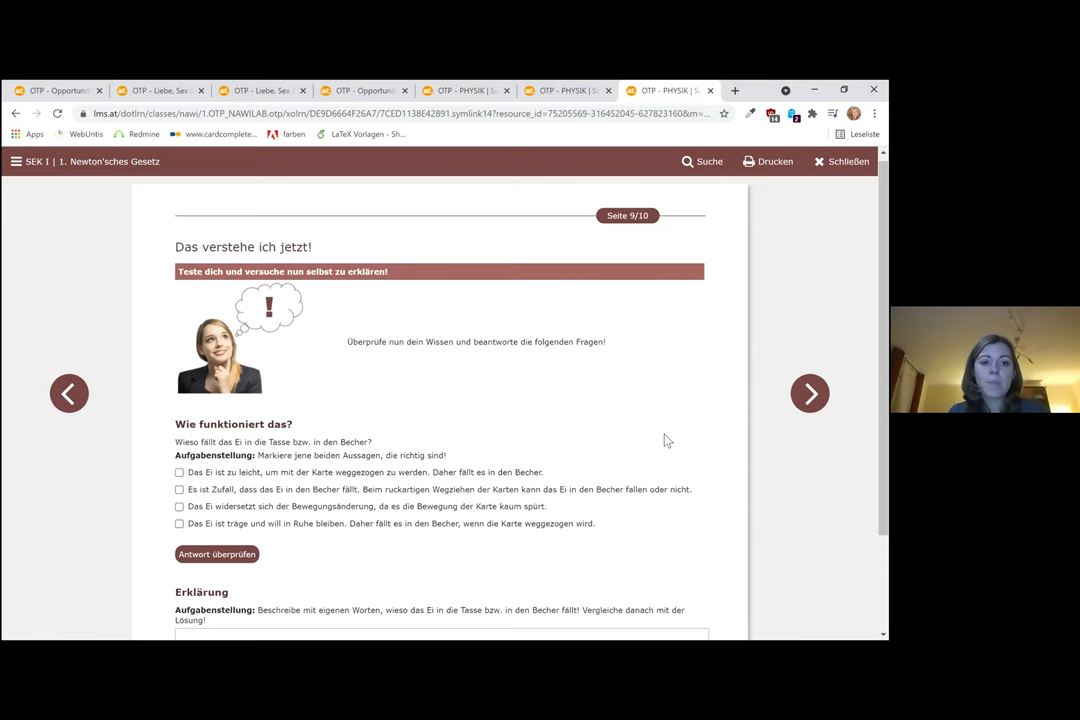 OTP - Opportuni
OTP - Liebe, Sex
OTP - Liebe, Sex
OTP - Opportuni
OTP - PHYSIK | S
OTP - PHYSIK | S
OTP - PHYSIK | S
lms.at/dotlrn/classes/nawi/1.OTP_NAWILAB.otp/xolrn/DE9D6664F26A7/7CED1138E42891.symlink14?resource_id=75205569-316452045-627823160&m=...
14
2
Apps
WebUntis
Redmine
www.cardcomplete...
farben
LaTeX Vorlagen - Sh...
Leseliste
SEK I | 1. Newton'sches Gesetz
Suche
Drucken
Schließen
Seite 9/10
Das verstehe ich jetzt!
Teste dich und versuche nun selbst zu erklären!
!
Überprüfe nun dein Wissen und beantworte die folgenden Fragen!
Wie funktioniert das?
Wieso fällt das Ei in die Tasse bzw. in den Becher?
Aufgabenstellung: Markiere jene beiden Aussagen, die richtig sind!
Das Ei ist zu leicht, um mit der Karte weggezogen zu werden. Daher fällt es in den Becher.
Es ist Zufall, dass das Ei in den Becher fällt. Beim ruckartigen Wegziehen der Karten kann das Ei in den Becher fallen oder nicht.
Das Ei widersetzt sich der Bewegungsänderung, da es die Bewegung der Karte kaum spürt.
Das Ei ist träge und will in Ruhe bleiben. Daher fällt es in den Becher, wenn die Karte weggezogen wird.
Antwort überprüfen
Erklärung
Aufgabenstellung: Beschreibe mit eigenen Worten, wieso das Ei in die Tasse bzw. in den Becher fällt! Vergleiche danach mit der
Lösung!